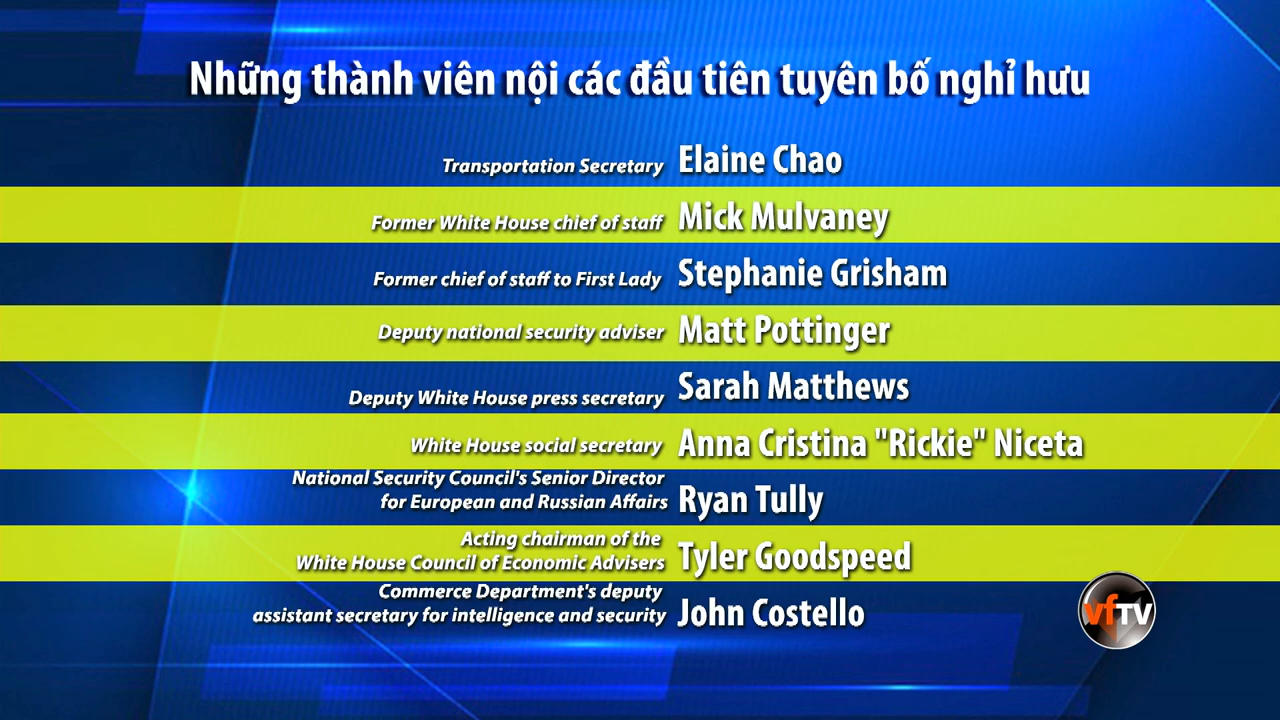 Những thành viên nội các đầu tiên tuyên bố nghỉ hưu
Transportation Secretary Elaine Chao
Former White House chief of staff Mick Mulvaney
Former chief of staff to First Lady Stephanie Grisham
Deputy national security adviser Matt Pottinger
Deputy White House press secretary Sarah Matthews
White House social secretary Anna Cristina "Rickie" Niceta
National Security Council's Senior Director
for European and Russian Affairs Ryan Tully
Acting chairman of the
White House Council of Economic Advisers Tyler Goodspeed
Commerce Department's deputy
assistant secretary for intelligence and security John Costello
vfTV